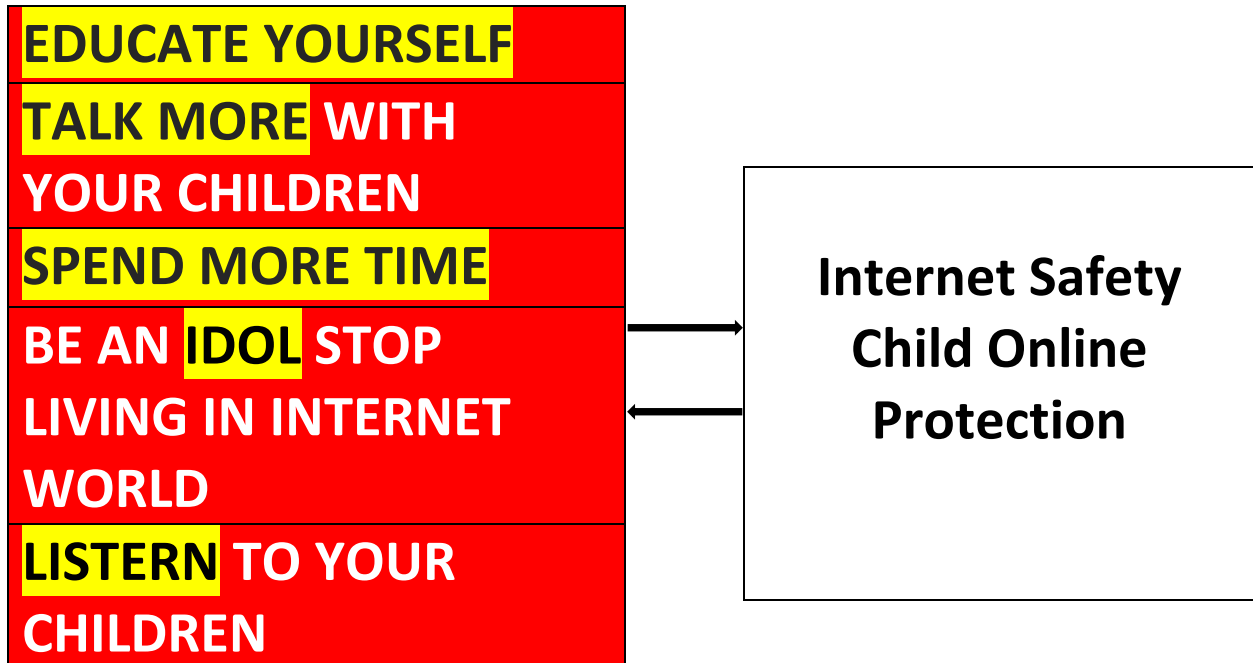 EDUCATE YOURSELF
TALK MORE WITH
YOUR CHILDREN
SPEND MORE TIME
BE AN IDOL STOP
LIVING IN INTERNET
WORLD
LISTERN TO YOUR
CHILDREN
Internet Safety
Child Online
Protection